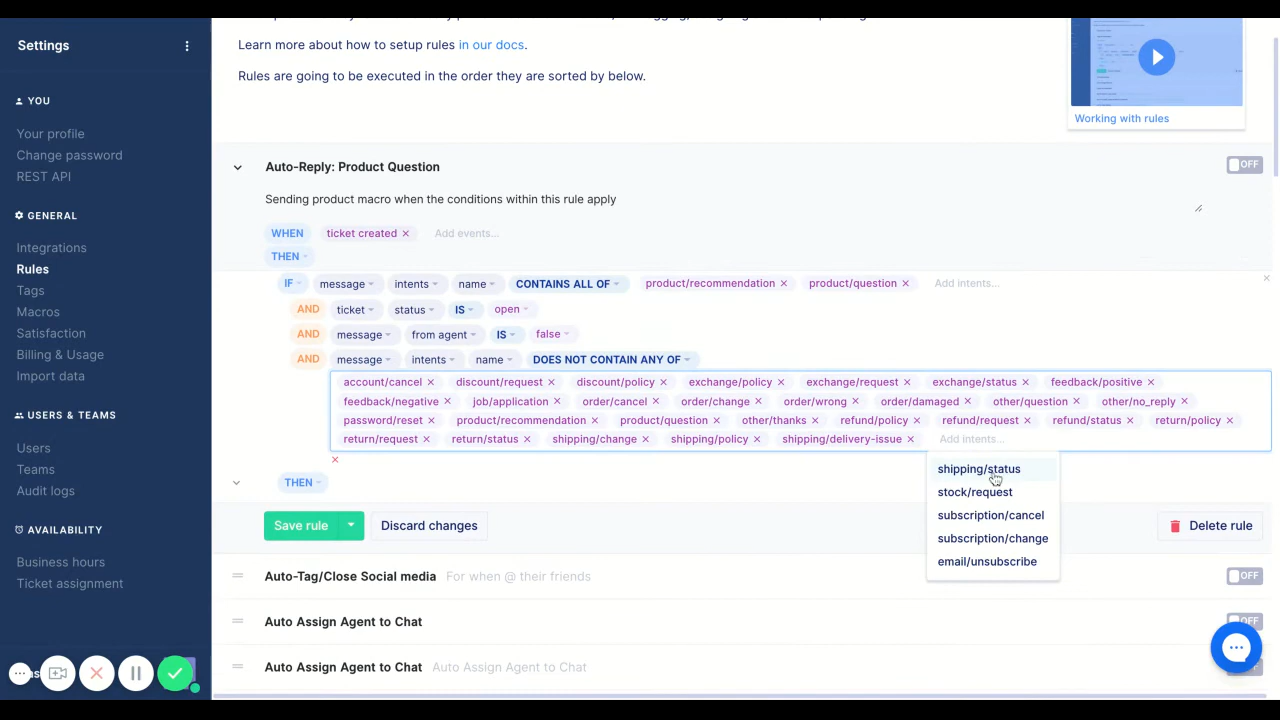 Settings
YOU
Your profile
Change password
REST API
GENERAL
Integrations
Rules
Tags
Macros
Satisfaction
Billing & Usage
Import data
USERS & TEAMS
Users
Teams
Audit logs
AVAILABILITY
Business hours
Ticket assignment
Learn more about how to setup rules in our docs.
Rules are going to be executed in the order they are sorted by below.
Working with rules
Auto-Reply: Product Question OFF
Sending product macro when the conditions within this rule apply
WHEN ticket created × Add events...
THEN
IF message intents name CONTAINS ALL OF product/recommendation × product/question × Add intents...
AND ticket status IS open
AND message from agent IS false
AND message intents name DOES NOT CONTAIN ANY OF
account/cancel × discount/request × discount/policy × exchange/policy × exchange/request × exchange/status × feedback/positive ×
feedback/negative × job/application × order/cancel × order/change × order/wrong × order/damaged × other/question × other/no_reply ×
password/reset × product/recommendation × product/question × other/thanks × refund/policy × refund/request × refund/status × return/policy ×
return/request × return/status × shipping/change × shipping/policy × shipping/delivery-issue × Add intents...
shipping/status
stock/request
subscription/cancel
subscription/change
email/unsubscribe
THEN
Save rule Discard changes Delete rule
Auto-Tag/Close Social media For when @ their friends OFF
Auto Assign Agent to Chat OFF
Auto Assign Agent to Chat Auto Assign Agent to Chat